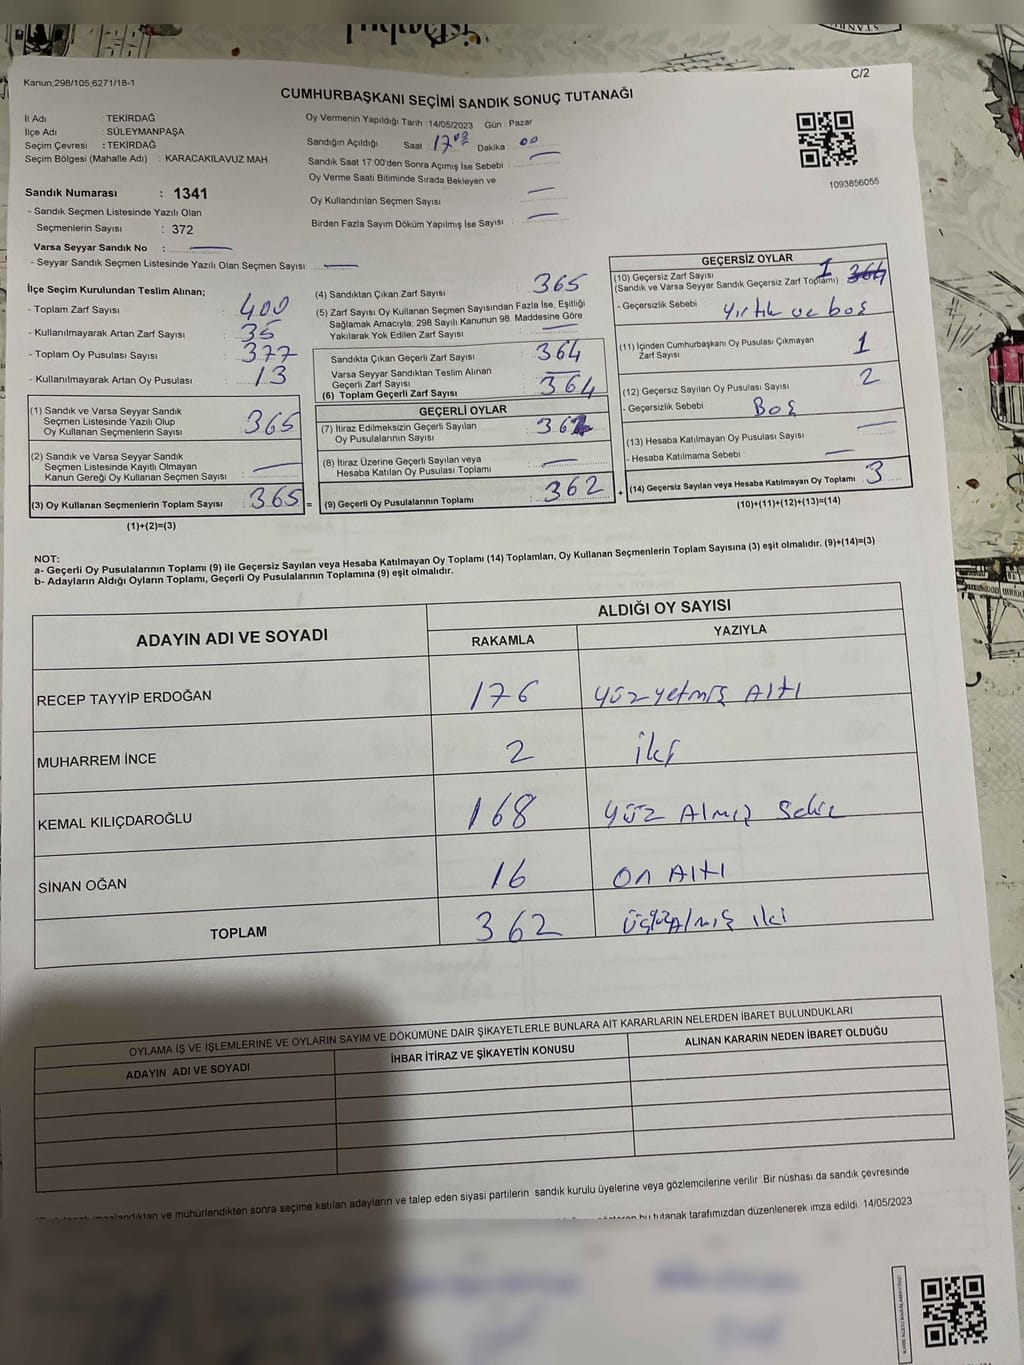 Kanun;298/105,6271/18-1
C/2
CUMHURBAŞKANI SEÇİMİ SANDIK SONUÇ TUTANAĞI
İl Adı : TEKİRDAĞ
İlçe Adı : SÜLEYMANPAŞA
Seçim Çevresi : TEKİRDAĞ
Seçim Bölgesi (Mahalle Adı) : KARACAKILAVUZ MAH
Oy Vermenin Yapıldığı Tarih : 14/05/2023 Gün : Pazar
Sandığın Açıldığı Saat 17:00 Dakika : 00
Sandık Saat 17:00'den Sonra Açımış İse Sebebi : —
Oy Verme Saati Bitiminde Sırada Bekleyen ve
Oy Kullandırılan Seçmen Sayısı : —
Birden Fazla Sayım Döküm Yapılmış İse Sayısı : —
1093856055
Sandık Numarası : 1341
- Sandık Seçmen Listesinde Yazılı Olan
Seçmenlerin Sayısı : 372
Varsa Seyyar Sandık No : —
- Seyyar Sandık Seçmen Listesinde Yazılı Olan Seçmen Sayısı: —
İlçe Seçim Kurulundan Teslim Alınan;
- Toplam Zarf Sayısı : 400
- Kullanılmayarak Artan Zarf Sayısı : 35
- Toplam Oy Pusulası Sayısı : 377
- Kullanılmayarak Artan Oy Pusulası : 13
(1) Sandık ve Varsa Seyyar Sandık
Seçmen Listesinde Yazılı Olup
Oy Kullanan Seçmenlerin Sayısı : 365
(2) Sandık ve Varsa Seyyar Sandık
Seçmen Listesinde Kayıtlı Olmayan
Kanun Gereği Oy Kullanan Seçmen Sayısı : —
(3) Oy Kullanan Seçmenlerin Toplam Sayısı : 365 =
(1)+(2)=(3)
(4) Sandıktan Çıkan Zarf Sayısı : 365
(5) Zarf Sayısı Oy Kullanan Seçmen Sayısından Fazla İse, Eşitliği
Sağlamak Amacıyla; 298 Sayılı Kanunun 98. Maddesine Göre
Yakılarak Yok Edilen Zarf Sayısı : —
Sandıkta Çıkan Geçerli Zarf Sayısı : 364
Varsa Seyyar Sandıktan Teslim Alınan
Geçerli Zarf Sayısı : —
(6) Toplam Geçerli Zarf Sayısı : 364
GEÇERLİ OYLAR
(7) İtiraz Edilmeksizin Geçerli Sayılan
Oy Pusulalarının Sayısı : 362
(8) İtiraz Üzerine Geçerli Sayılan veya
Hesaba Katılan Oy Pusulası Toplamı : —
(9) Geçerli Oy Pusulalarının Toplamı : 362 +
GEÇERSİZ OYLAR
(10) Geçersiz Zarf Sayısı 1 364
(Sandık ve Varsa Seyyar Sandık Geçersiz Zarf Toplamı)
- Geçersizlik Sebebi : Yırtık ve boş
(11) İçinden Cumhurbaşkanı Oy Pusulası Çıkmayan
Zarf Sayısı : 1
(12) Geçersiz Sayılan Oy Pusulası Sayısı : 2
- Geçersizlik Sebebi : Boş
(13) Hesaba Katılmayan Oy Pusulası Sayısı : —
- Hesaba Katılmama Sebebi : —
(14) Geçersiz Sayılan veya Hesaba Katılmayan Oy Toplamı : 3
(10)+(11)+(12)+(13)=(14)
NOT:
a- Geçerli Oy Pusulalarının Toplamı (9) ile Geçersiz Sayılan veya Hesaba Katılmayan Oy Toplamı (14) Toplamları, Oy Kullanan Seçmenlerin Toplam Sayısına (3) eşit olmalıdır. (9)+(14)=(3)
b- Adayların Aldığı Oyların Toplamı, Geçerli Oy Pusulalarının Toplamına (9) eşit olmalıdır.
ADAYIN ADI VE SOYADI
ALDIĞI OY SAYISI
RAKAMLA YAZIYLA
RECEP TAYYİP ERDOĞAN 176 yüzyetmiş Altı
MUHARREM İNCE 2 iki
KEMAL KILIÇDAROĞLU 168 yüz Almış Sekiz
SİNAN OĞAN 16 on Altı
TOPLAM 362 üçyüzAlmış iki
OYLAMA İŞ VE İŞLEMLERİNE VE OYLARIN SAYIM VE DÖKÜMÜNE DAİR ŞİKAYETLERLE BUNLARA AİT KARARLARIN NELERDEN İBARET BULUNDUKLARI
ADAYIN ADI VE SOYADI İHBAR İTİRAZ VE ŞİKAYETİN KONUSU ALINAN KARARIN NEDEN İBARET OLDUĞU
ve mühürlendikten sonra seçime katılan adayların ve talep eden siyasi partilerin sandık kurulu üyelerine veya gözlemcilerine verilir Bir nüshası da sandık çevresinde
bu tutanak tarafımızdan düzenlenerek imza edildi. 14/05/2023